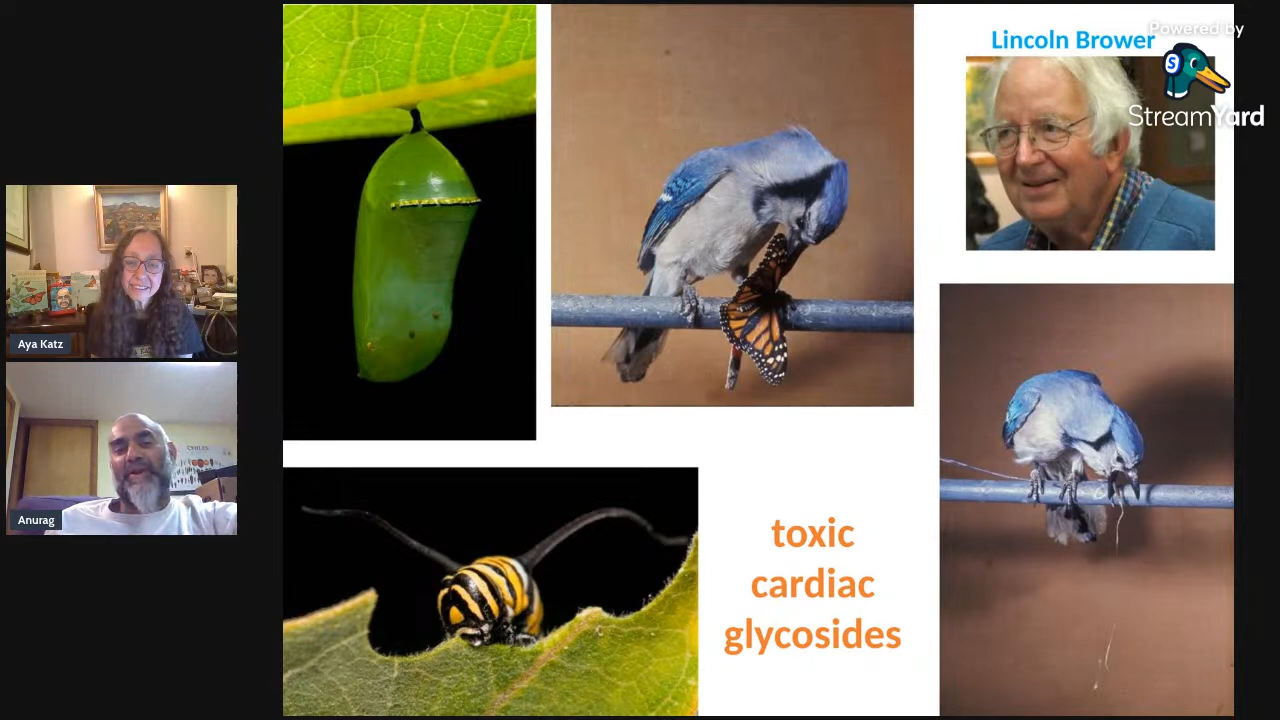 Powered by
Lincoln Brower
S
StreamYard
Aya Katz
Anurag
toxic
cardiac
glycosides